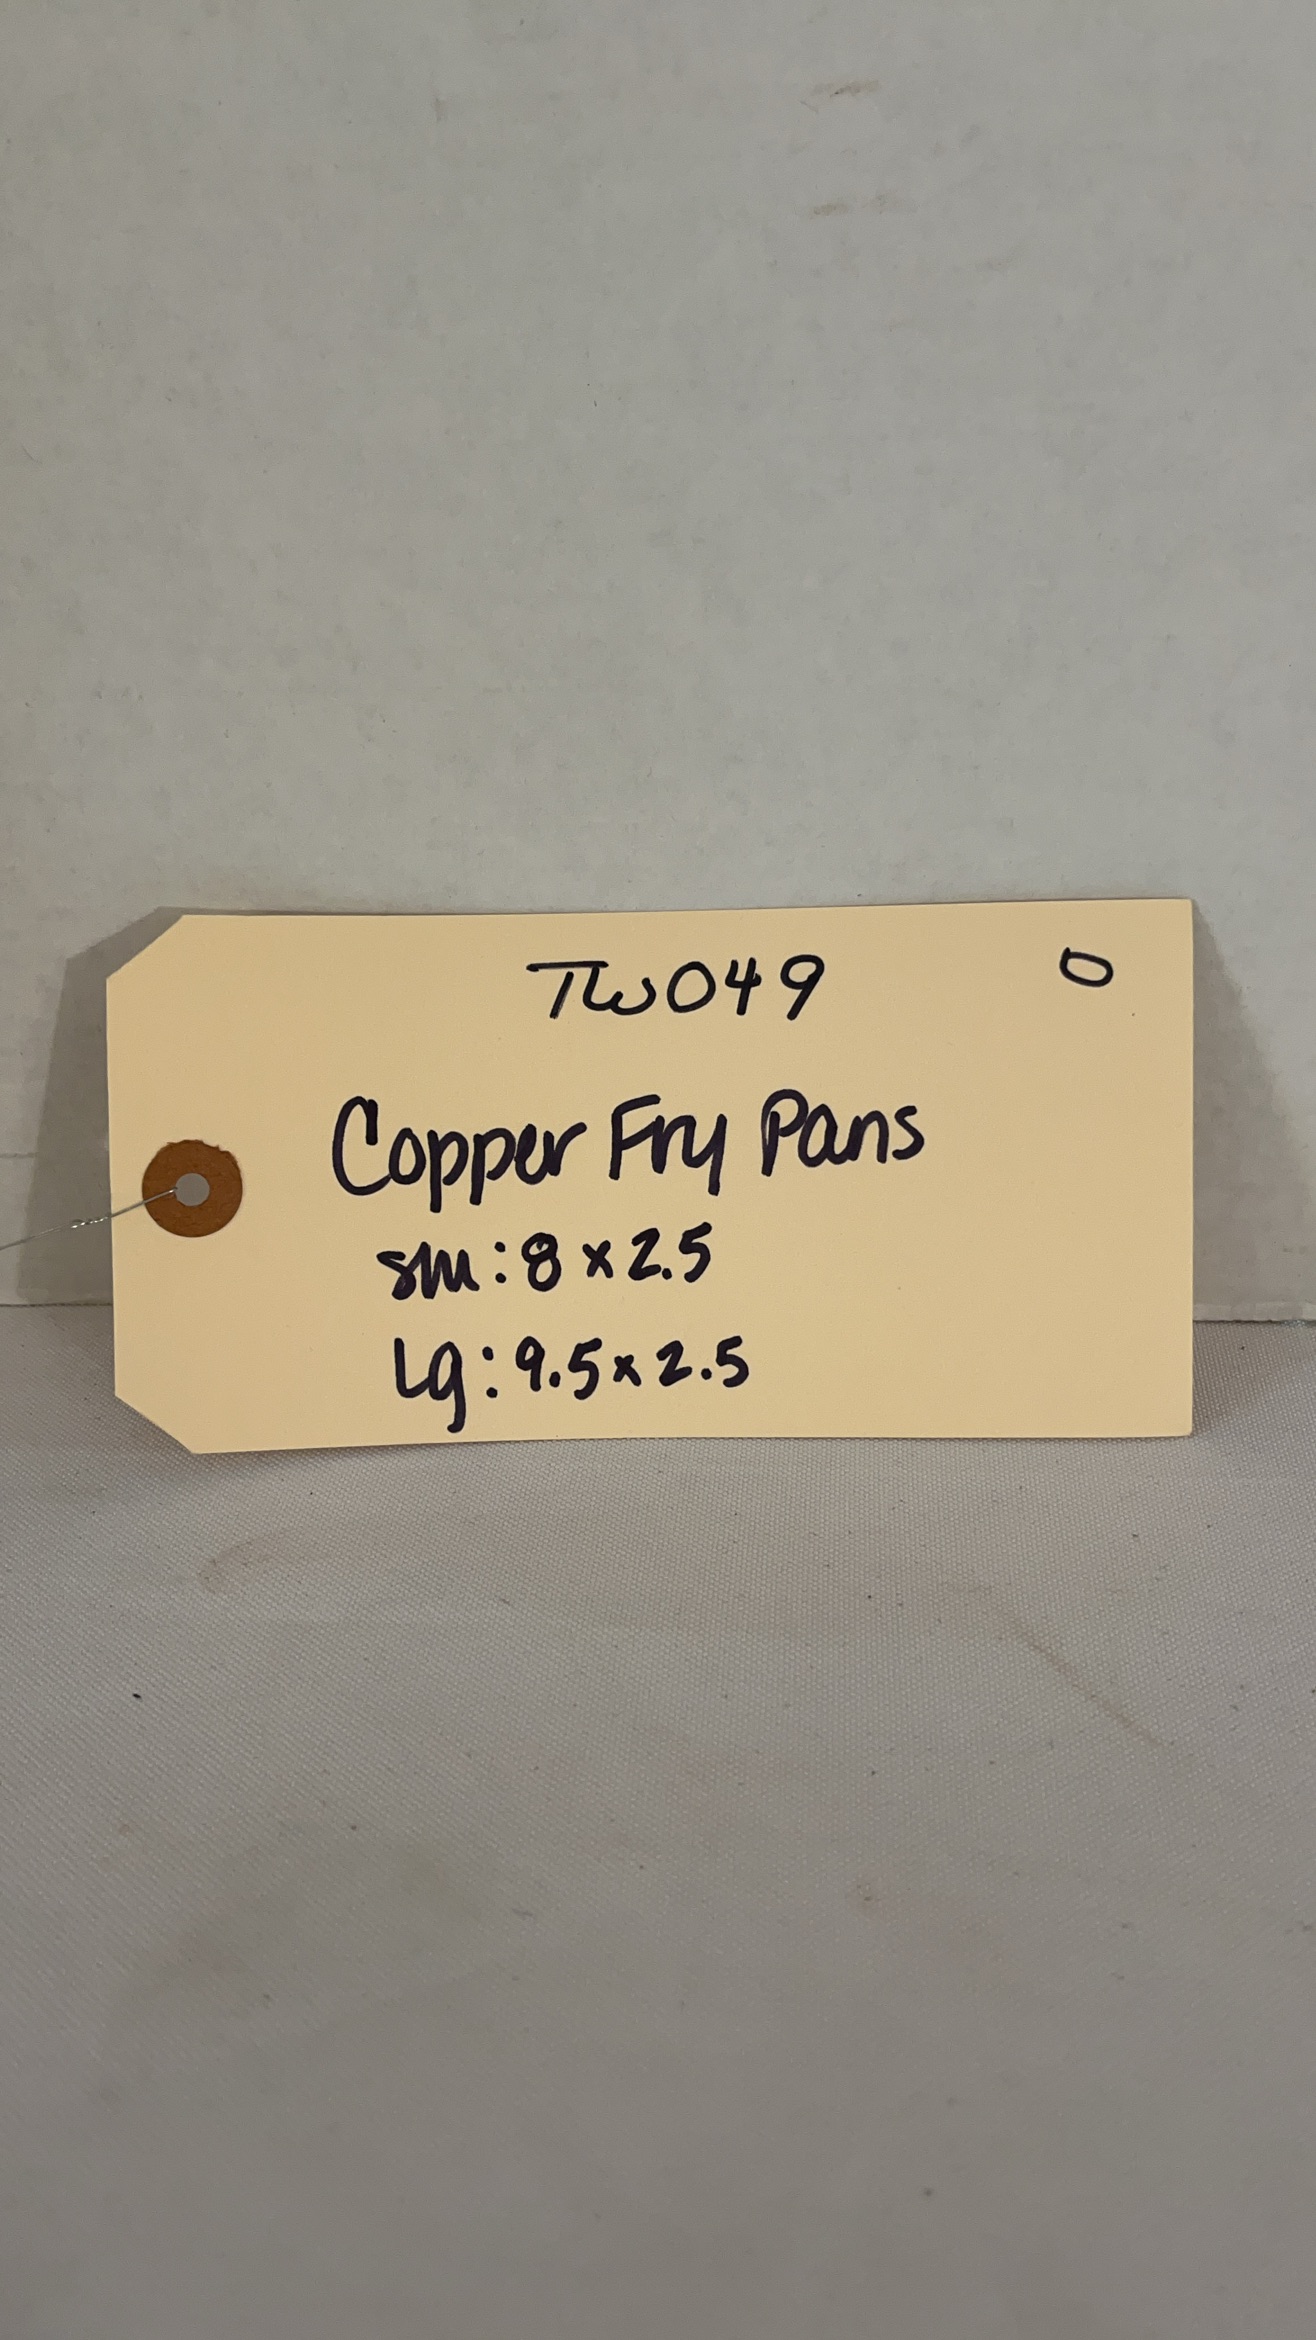 TW049 0
Copper Fry Pans
sm: 8 x 2.5
Lg: 9.5 x 2.5